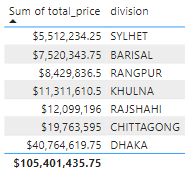 Sum of total_price division
$5,512,234.25 SYLHET
$7,520,343.75 BARISAL
$8,429,836.5 RANGPUR
$11,311,610.5 KHULNA
$12,099,196 RAJSHAHI
$19,763,595 CHITTAGONG
$40,764,619.75 DHAKA
$105,401,435.75